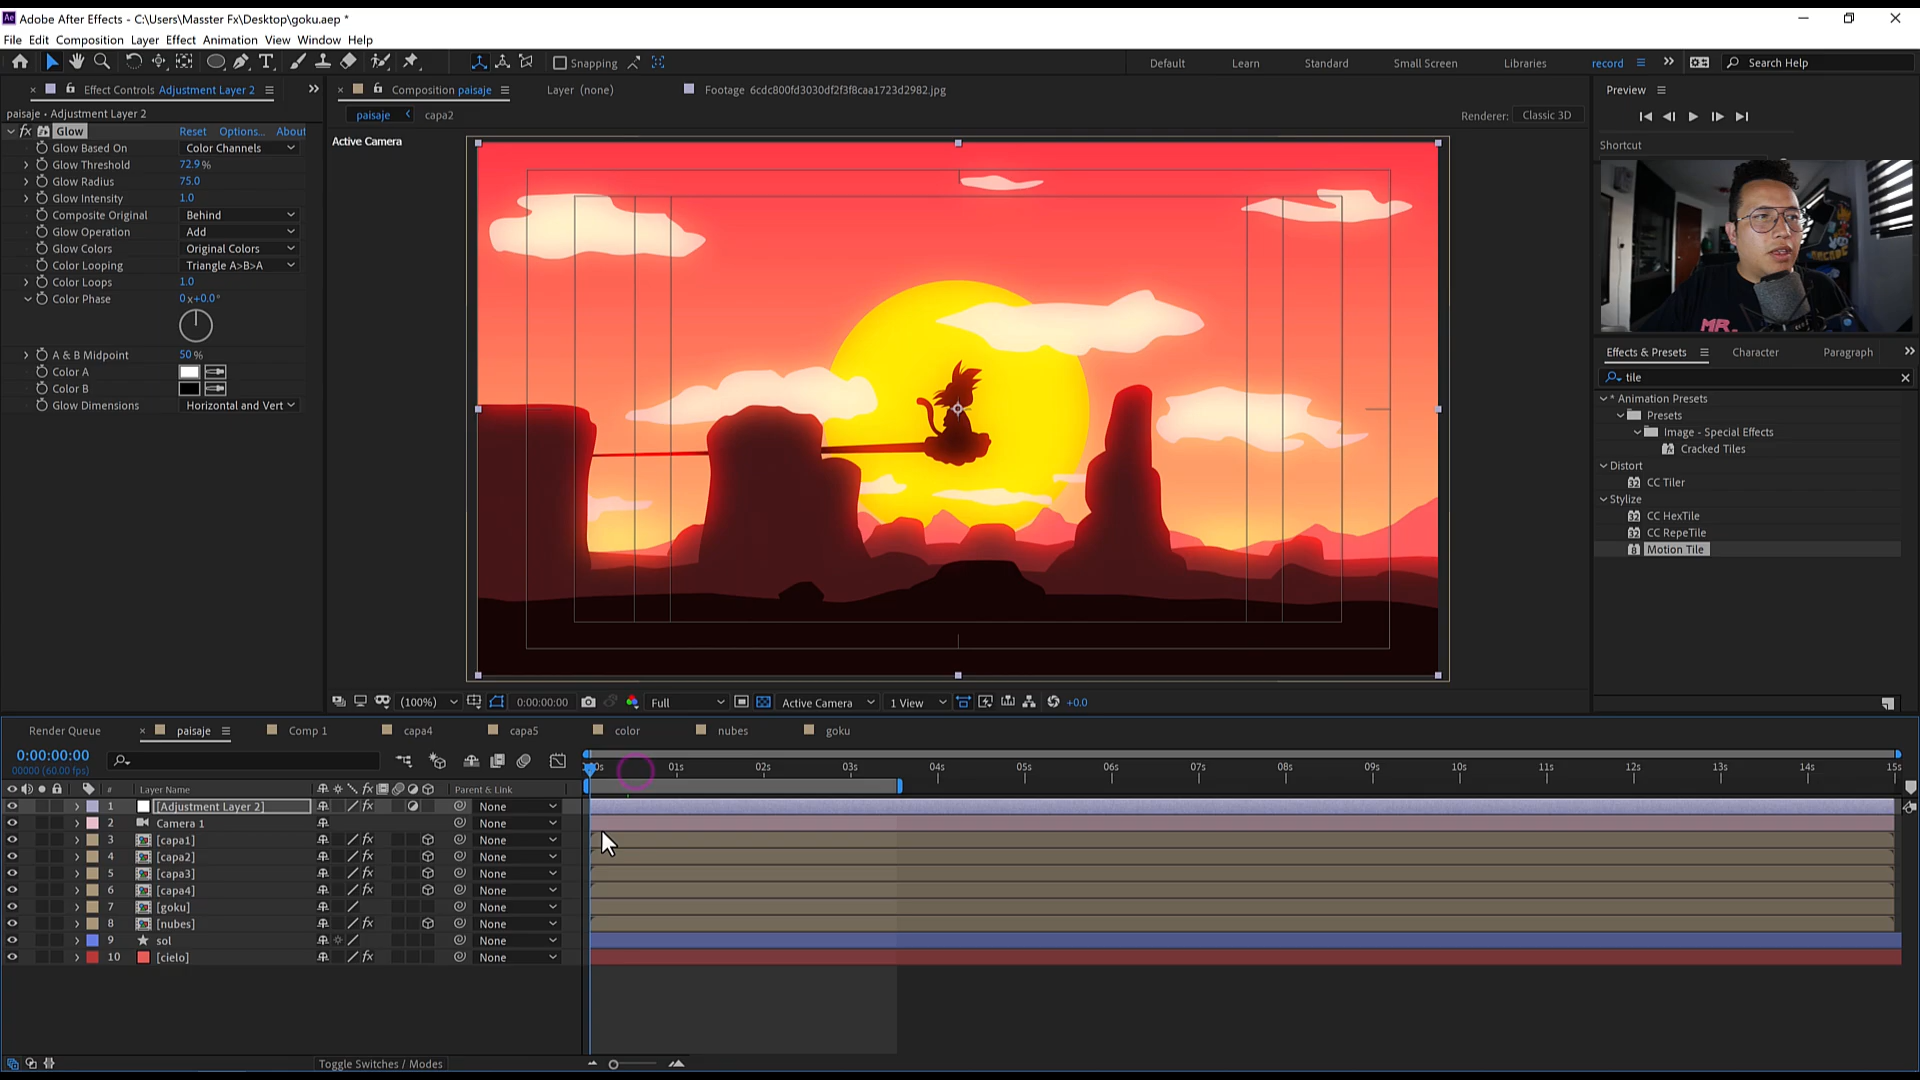 Adobe After Effects - C:\Users\Masster Fx\Desktop\goku.aep *
File Edit Composition Layer Effect Animation View Window Help
Snapping
Default Learn Standard Small Screen Libraries record
Search Help
Effect Controls Adjustment Layer 2
Composition paisaje
Layer (none)
Footage 6cdc800fd3030df2f3f8caa1723d2982.jpg
Preview
paisaje • Adjustment Layer 2
paisaje capa2
Renderer: Classic 3D
fx Glow Reset Options... About
Active Camera
Shortcut
Glow Based On Color Channels
Glow Threshold 72.9%
Glow Radius 75.0
Glow Intensity 1.0
Composite Original Behind
Glow Operation Add
Glow Colors Original Colors
Color Looping Triangle A>B>A
Color Loops 1.0
Color Phase 0x+0.0°
A & B Midpoint 50%
Color A
Color B
Glow Dimensions Horizontal and Vert
MR.
Effects & Presets Character Paragraph
tile
* Animation Presets
Presets
Image - Special Effects
Cracked Tiles
Distort
CC Tiler
Stylize
CC HexTile
CC RepeTile
Motion Tile
(100%) 0:00:00:00 Full Active Camera 1 View +0.0
Render Queue paisaje Comp 1 capa4 capa5 color nubes goku
0:00:00:00
00000 (60.00 fps)
01s 02s 03s 04s 05s 06s 07s 08s 09s 10s 11s 12s 13s 14s 15s
# Layer Name fx Parent & Link
1 [Adjustment Layer 2] fx None
2 Camera 1 None
3 [capa1] fx None
4 [capa2] fx None
5 [capa3] fx None
6 [capa4] fx None
7 [goku] None
8 [nubes] fx None
9 sol None
10 [cielo] fx None
Toggle Switches / Modes